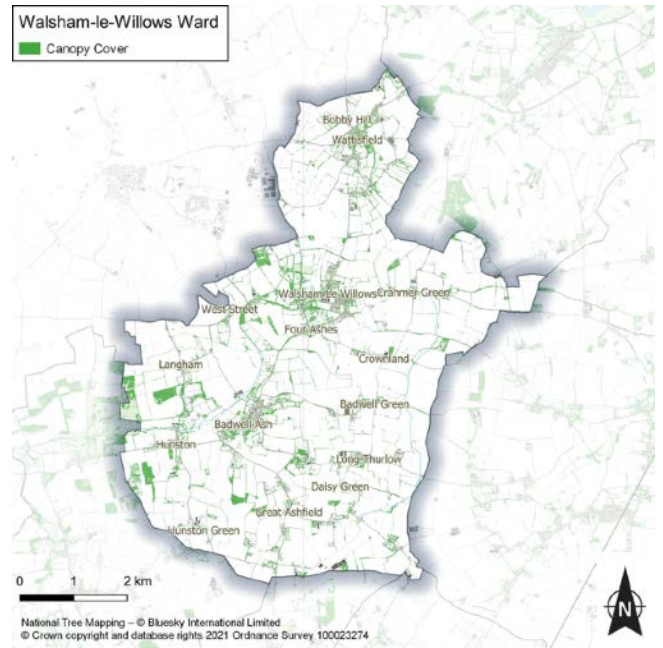 Walsham-le-Willows Ward
Canopy Cover
Bobby Hill
Wattisfield
Walsham-Le-Willows
Cranmer Green
West Street
Four Ashes
Langham
Crownland
Badwell Green
Badwell Ash
Hunston
Long Thurlow
Daisy Green
Great Ashfield
Hunston Green
0 1 2 km
N
National Tree Mapping – © Bluesky International Limited
© Crown copyright and database rights 2021 Ordnance Survey 100023274